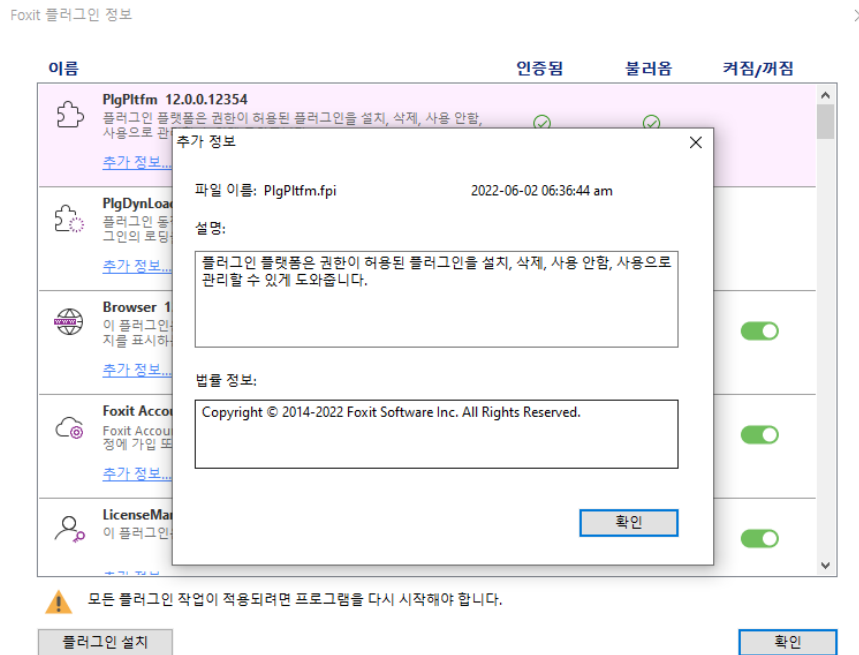 Foxit 플러그인 정보
이름 인증됨 불러옴 켜짐/꺼짐
PlgPltfm 12.0.0.12354
플러그인 플랫폼은 권한이 허용된 플러그인을 설치, 삭제, 사용 안함,
사용으로 관
추가 정보...
추가 정보
파일 이름: PlgPltfm.fpi 2022-06-02 06:36:44 am
설명:
플러그인 플랫폼은 권한이 허용된 플러그인을 설치, 삭제, 사용 안함, 사용으로
관리할 수 있게 도와줍니다.
법률 정보:
Copyright © 2014-2022 Foxit Software Inc. All Rights Reserved.
확인
PlgDynLoa
플러그인 동
그인의 로딩
추가 정보...
Browser 1
이 플러그인
지를 표시하
추가 정보...
www
Foxit Accou
Foxit Accou
정에 가입 또
추가 정보...
LicenseMa
이 플러그인
모든 플러그인 작업이 적용되려면 프로그램을 다시 시작해야 합니다.
플러그인 설치
확인